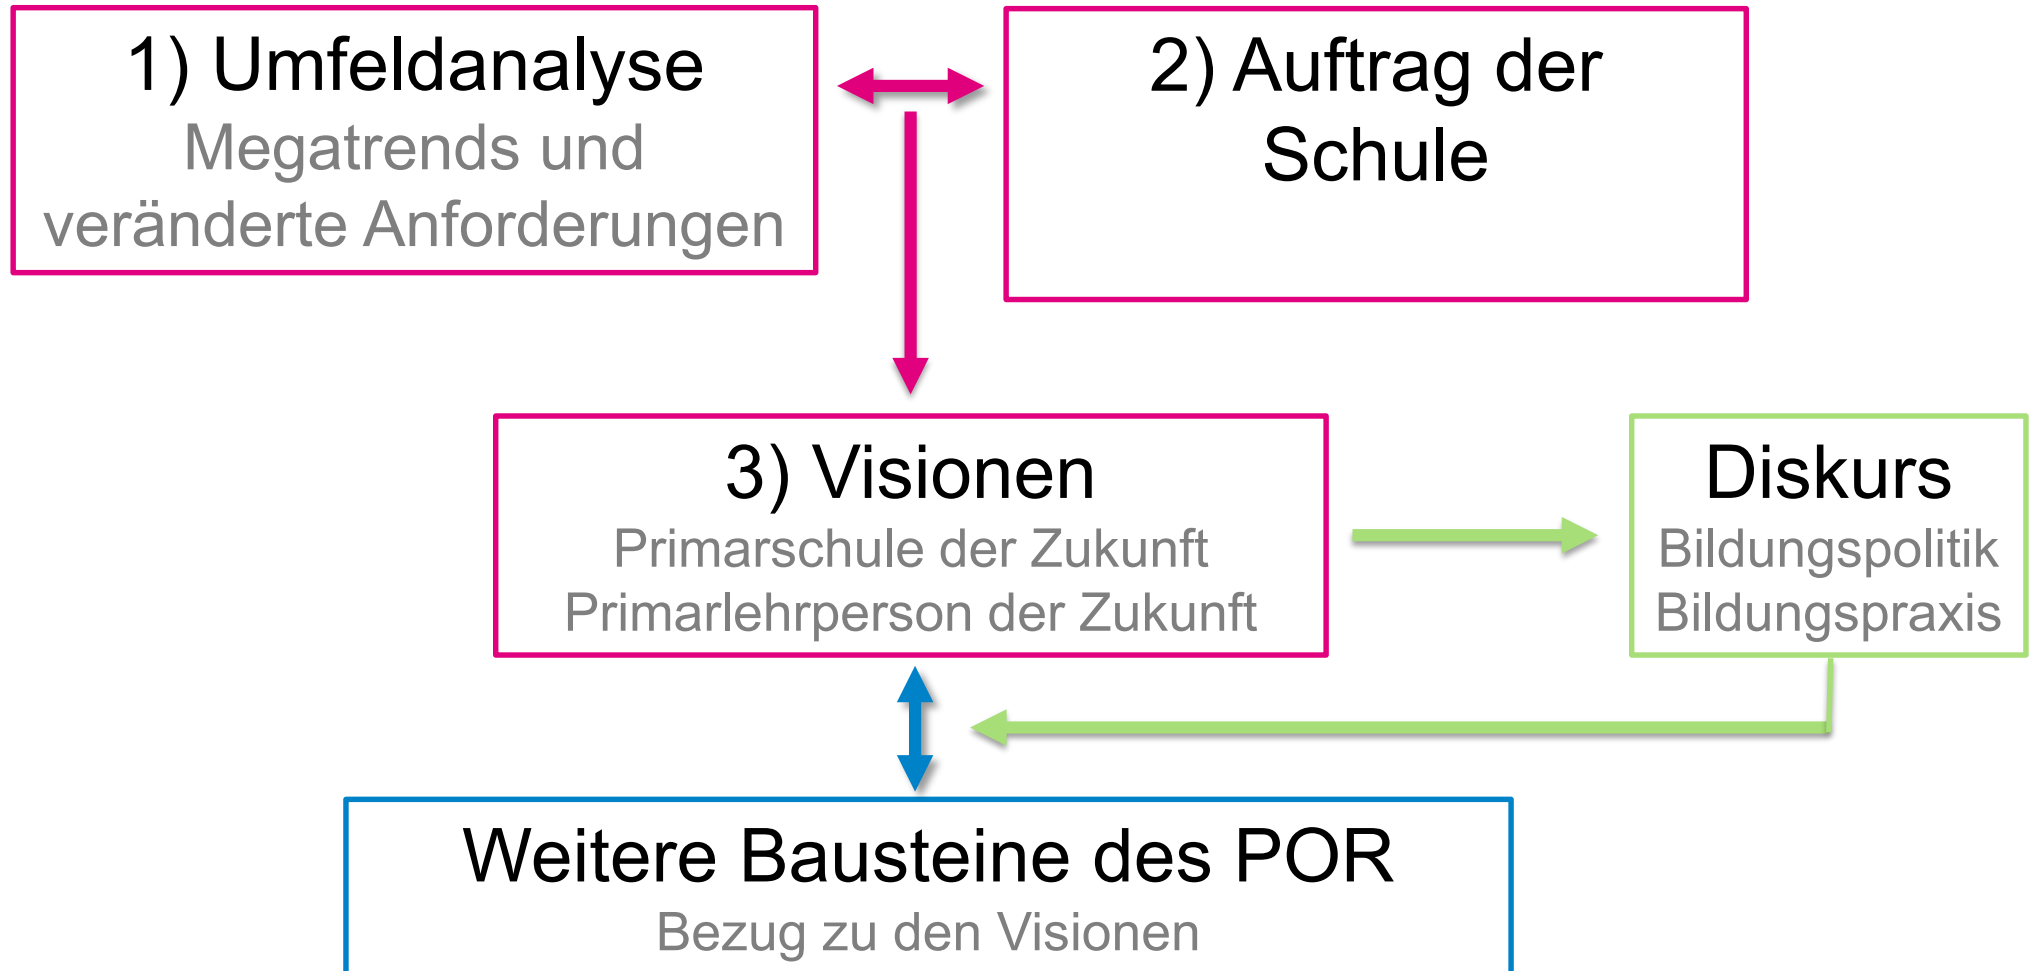 1) Umfeldanalyse
Megatrends und
veränderte Anforderungen
2) Auftrag der
Schule
3) Visionen
Primarschule der Zukunft
Primarlehrperson der Zukunft
Diskurs
Bildungspolitik
Bildungspraxis
Weitere Bausteine des POR
Bezug zu den Visionen